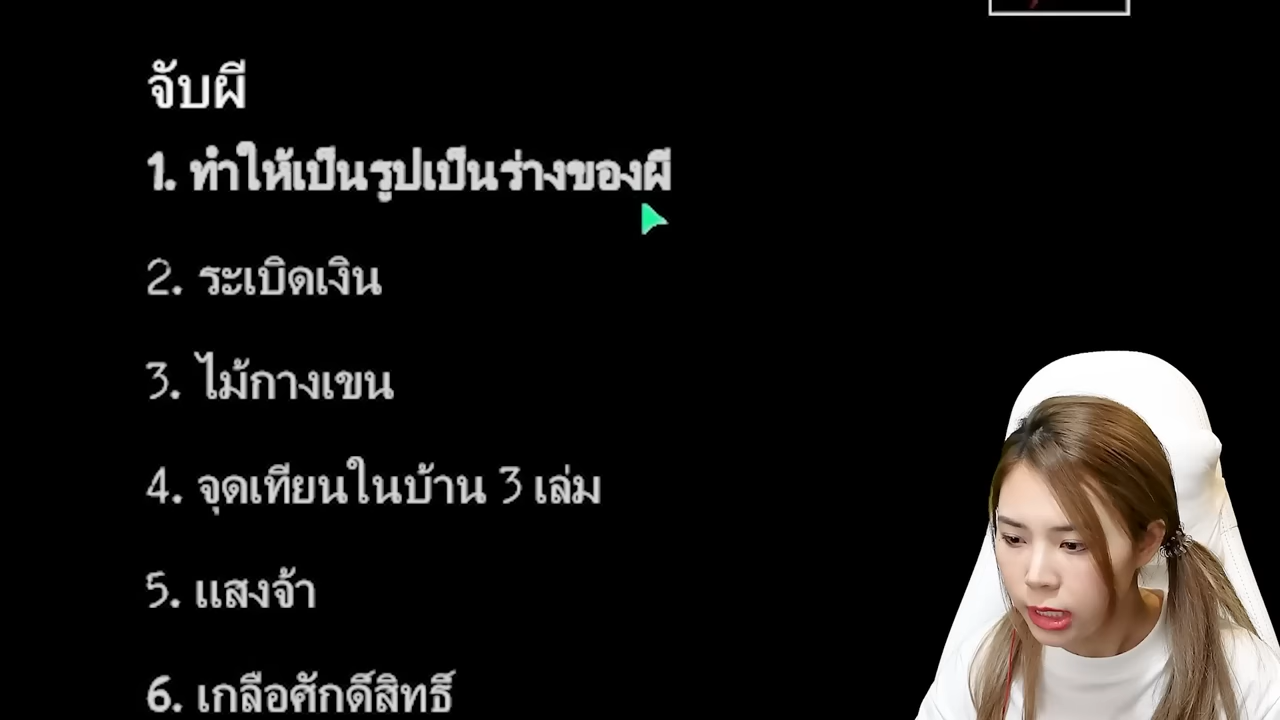 จับผี
1. ทำให้เป็นรูปเป็นร่างของผี
2. ระเบิดเงิน
3. ไม้กางเขน
4. จุดเทียนในบ้าน 3 เล่ม
5. แสงจ้า
6. เกลือศักดิ์สิทธิ์